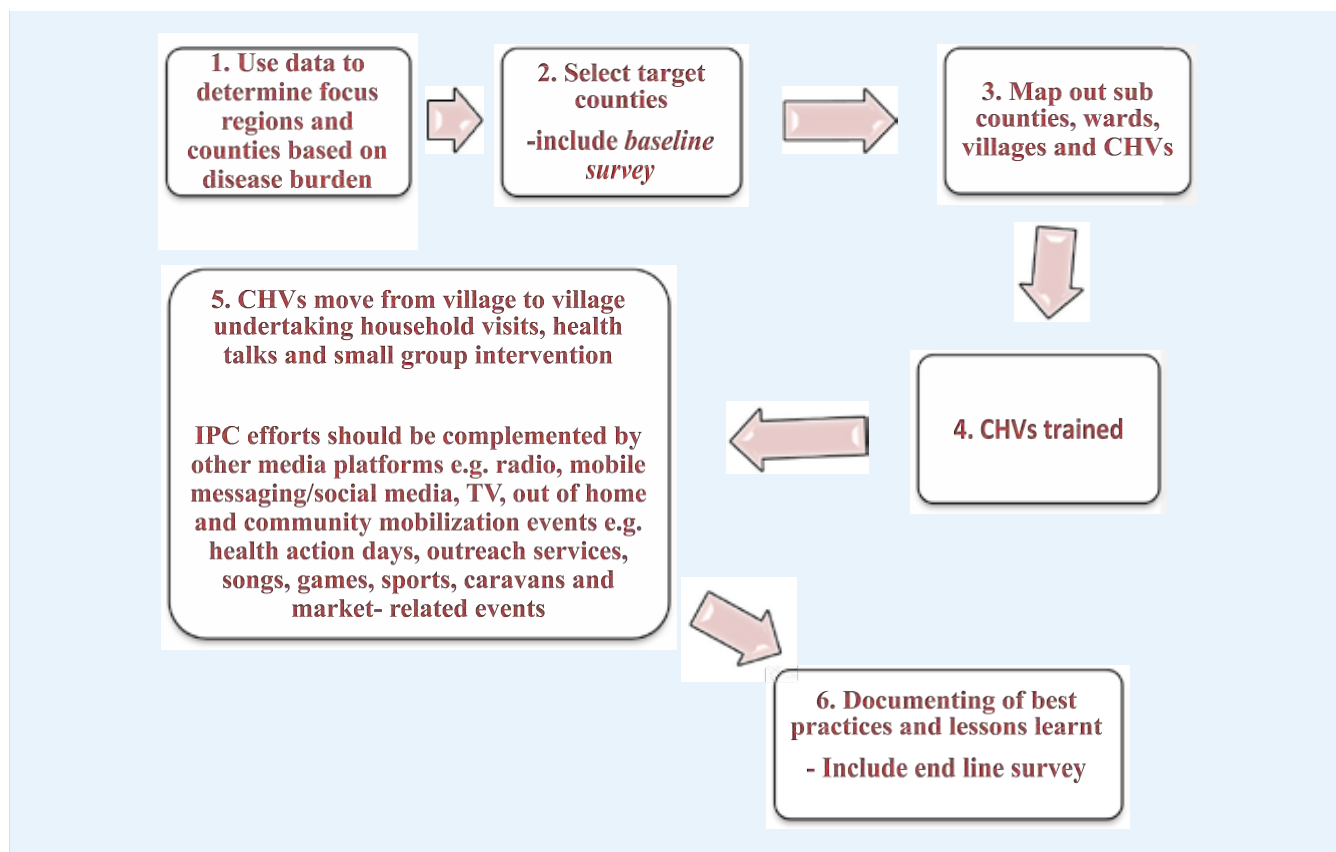 1. Use data to
determine focus
regions and
counties based on
disease burden
2. Select target
counties
-include baseline
survey
3. Map out sub
counties, wards,
villages and CHVs
4. CHVs trained
5. CHVs move from village to village
undertaking household visits, health
talks and small group intervention
IPC efforts should be complemented by
other media platforms e.g. radio, mobile
messaging/social media, TV, out of home
and community mobilization events e.g.
health action days, outreach services,
songs, games, sports, caravans and
market- related events
6. Documenting of best
practices and lessons learnt
- Include end line survey